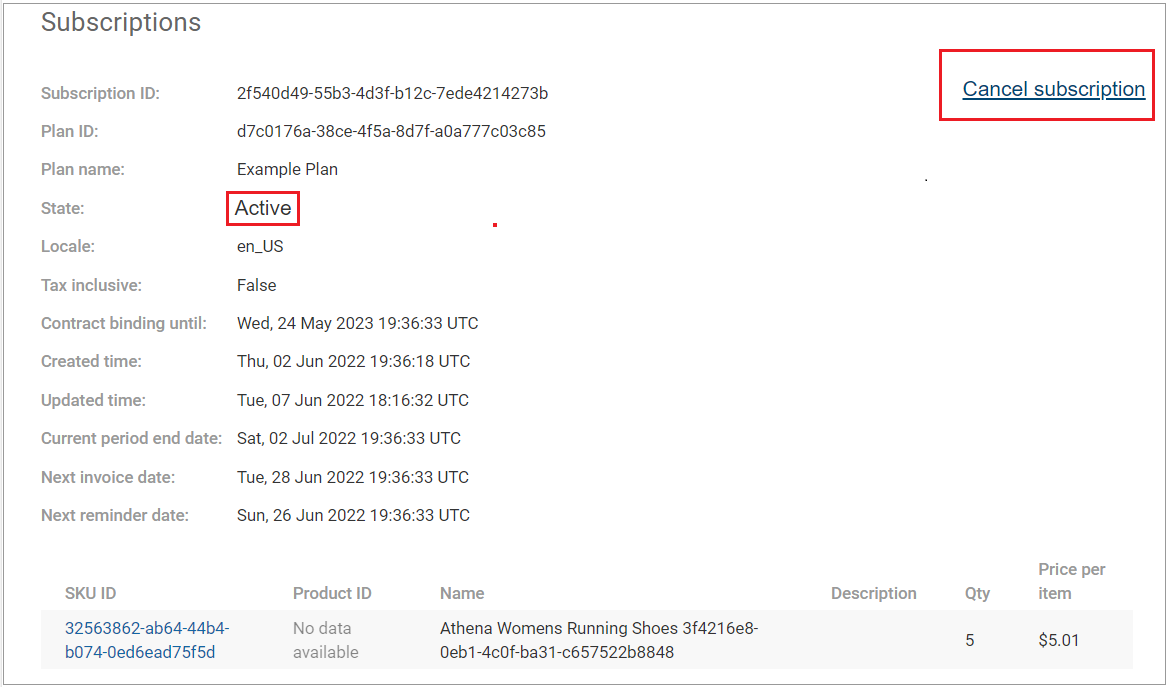 Subscriptions
Cancel subscription
Subscription ID: 2f540d49-55b3-4d3f-b12c-7ede4214273b
Plan ID: d7c0176a-38ce-4f5a-8d7f-a0a777c03c85
Plan name: Example Plan
State: Active
Locale: en_US
Tax inclusive: False
Contract binding until: Wed, 24 May 2023 19:36:33 UTC
Created time: Thu, 02 Jun 2022 19:36:18 UTC
Updated time: Tue, 07 Jun 2022 18:16:32 UTC
Current period end date: Sat, 02 Jul 2022 19:36:33 UTC
Next invoice date: Tue, 28 Jun 2022 19:36:33 UTC
Next reminder date: Sun, 26 Jun 2022 19:36:33 UTC
Price per
SKU ID Product ID Name Description Qty item
32563862-ab64-44b4- No data Athena Womens Running Shoes 3f4216e8-
5 $5.01
b074-0ed6ead75f5d available 0eb1-4c0f-ba31-c657522b8848